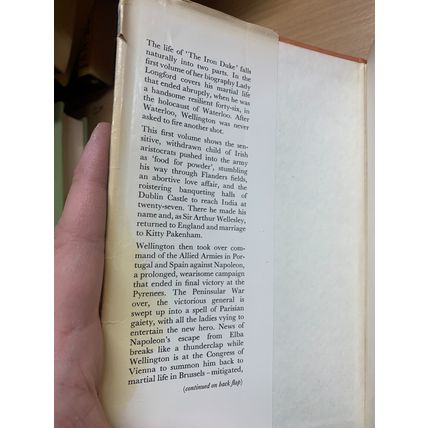 The life of 'The Iron Duke' falls
naturally into two parts. In the
first volume of her biography Lady
Longford covers his martial life
that ended abruptly, when he was
a handsome resilient forty-six, in
the holocaust of Waterloo. After
Waterloo, Wellington was never
asked to fire another shot.
This first volume shows the sen-
sitive, withdrawn child of Irish
aristocrats pushed into the army
as 'food for powder', stumbling
his way through Flanders fields,
an abortive love affair, and the
roistering banqueting halls of
Dublin Castle to reach India at
twenty-seven. There he made his
name and, as Sir Arthur Wellesley,
returned to England and marriage
to Kitty Pakenham.
Wellington then took over com-
mand of the Allied Armies in Por-
tugal and Spain against Napoleon,
a prolonged, wearisome campaign
that ended in final victory at the
Pyrenees. The Peninsular War
over, the victorious general is
swept up into a spell of Parisian
gaiety, with all the ladies vying to
entertain the new hero. News of
Napoleon's escape from Elba
breaks like a thunderclap while
Wellington is at the Congress of
Vienna to summon him back to
martial life in Brussels – mitigated,
(continued on back flap)